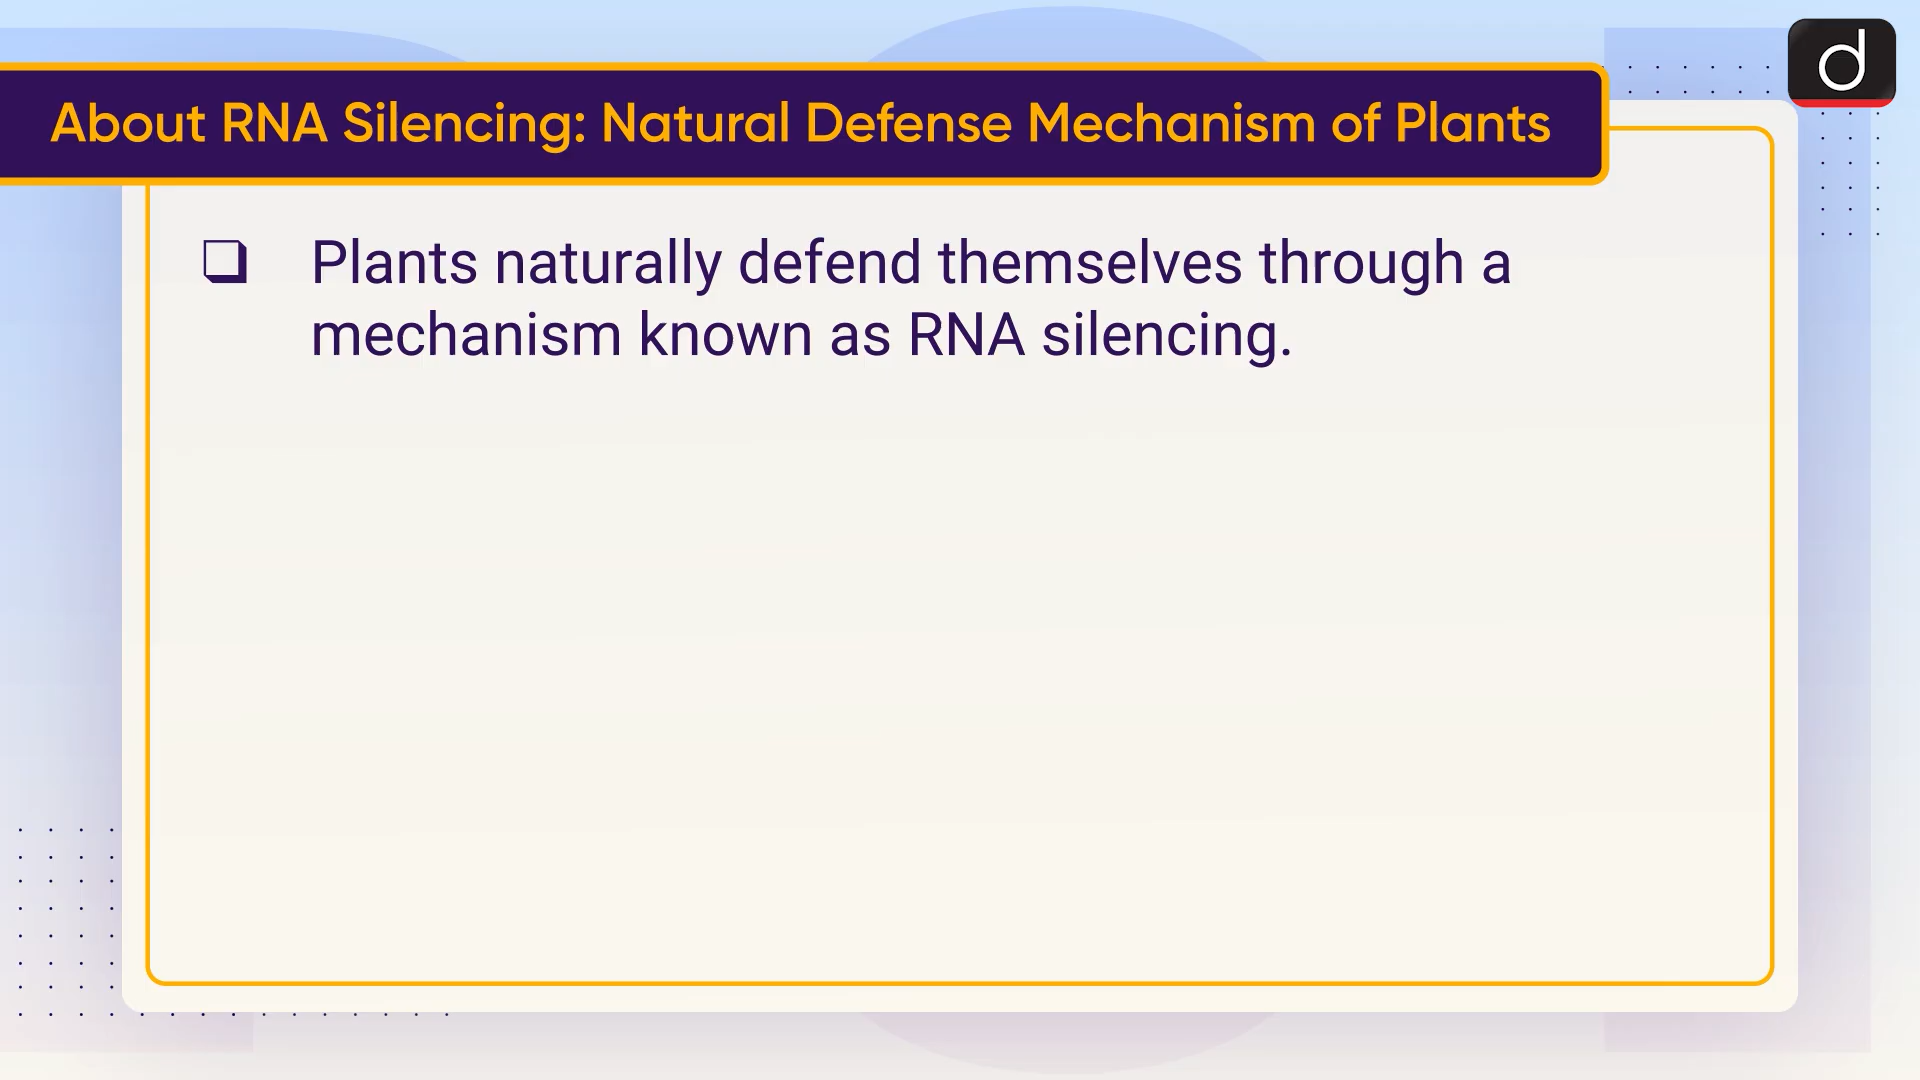 d
About RNA Silencing: Natural Defense Mechanism of Plants
Plants naturally defend themselves through a
mechanism known as RNA silencing.